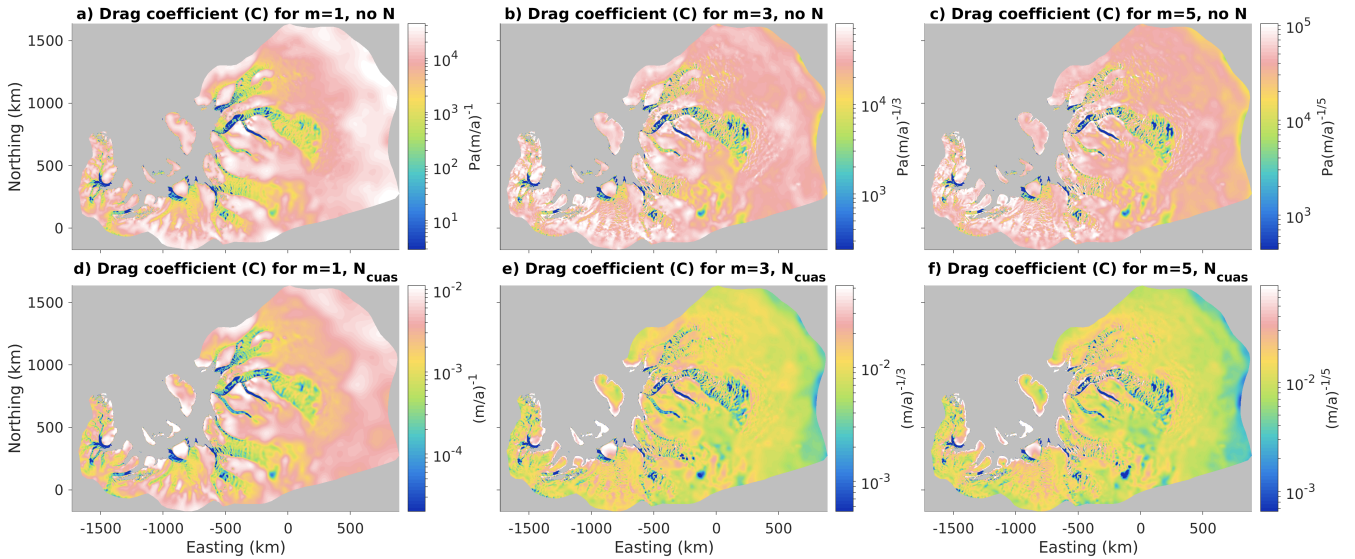 a) Drag coefficient (C) for m=1, no N
b) Drag coefficient (C) for m=3, no N
c) Drag coefficient (C) for m=5, no N
Northing (km)
1500
1000
500
0
10^4
10^3
10^2
10^1
Pa(m/a)^-1
10^4
10^3
Pa(m/a)^-1/3
10^5
10^4
10^3
Pa(m/a)^-1/5
d) Drag coefficient (C) for m=1, N_cuas
e) Drag coefficient (C) for m=3, N_cuas
f) Drag coefficient (C) for m=5, N_cuas
Northing (km)
1500
1000
500
0
10^-2
10^-3
10^-4
(m/a)^-1
10^-2
10^-3
(m/a)^-1/3
10^-2
10^-3
(m/a)^-1/5
-1500 -1000 -500 0 500
-1500 -1000 -500 0 500
-1500 -1000 -500 0 500
Easting (km)
Easting (km)
Easting (km)